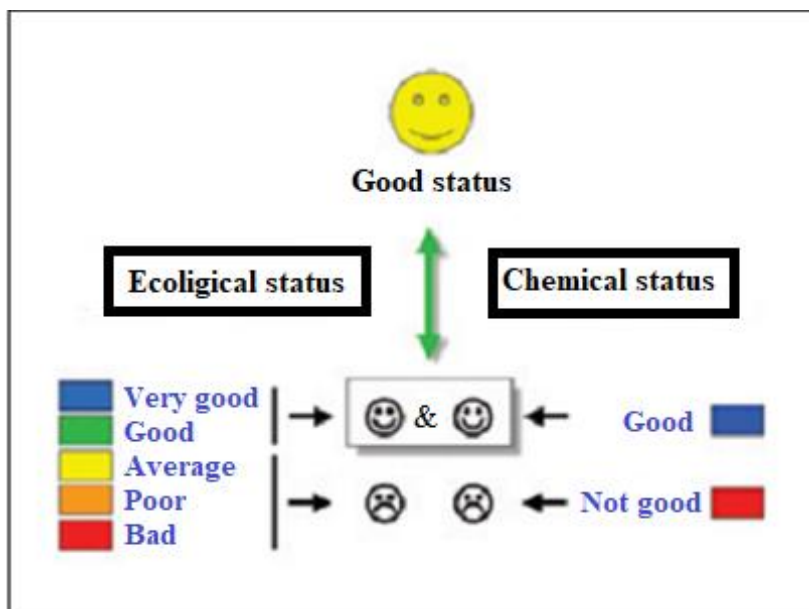 Good status
Ecoligical status
Chemical status
Very good
Good
Average
Poor
Bad
&
Good
Not good